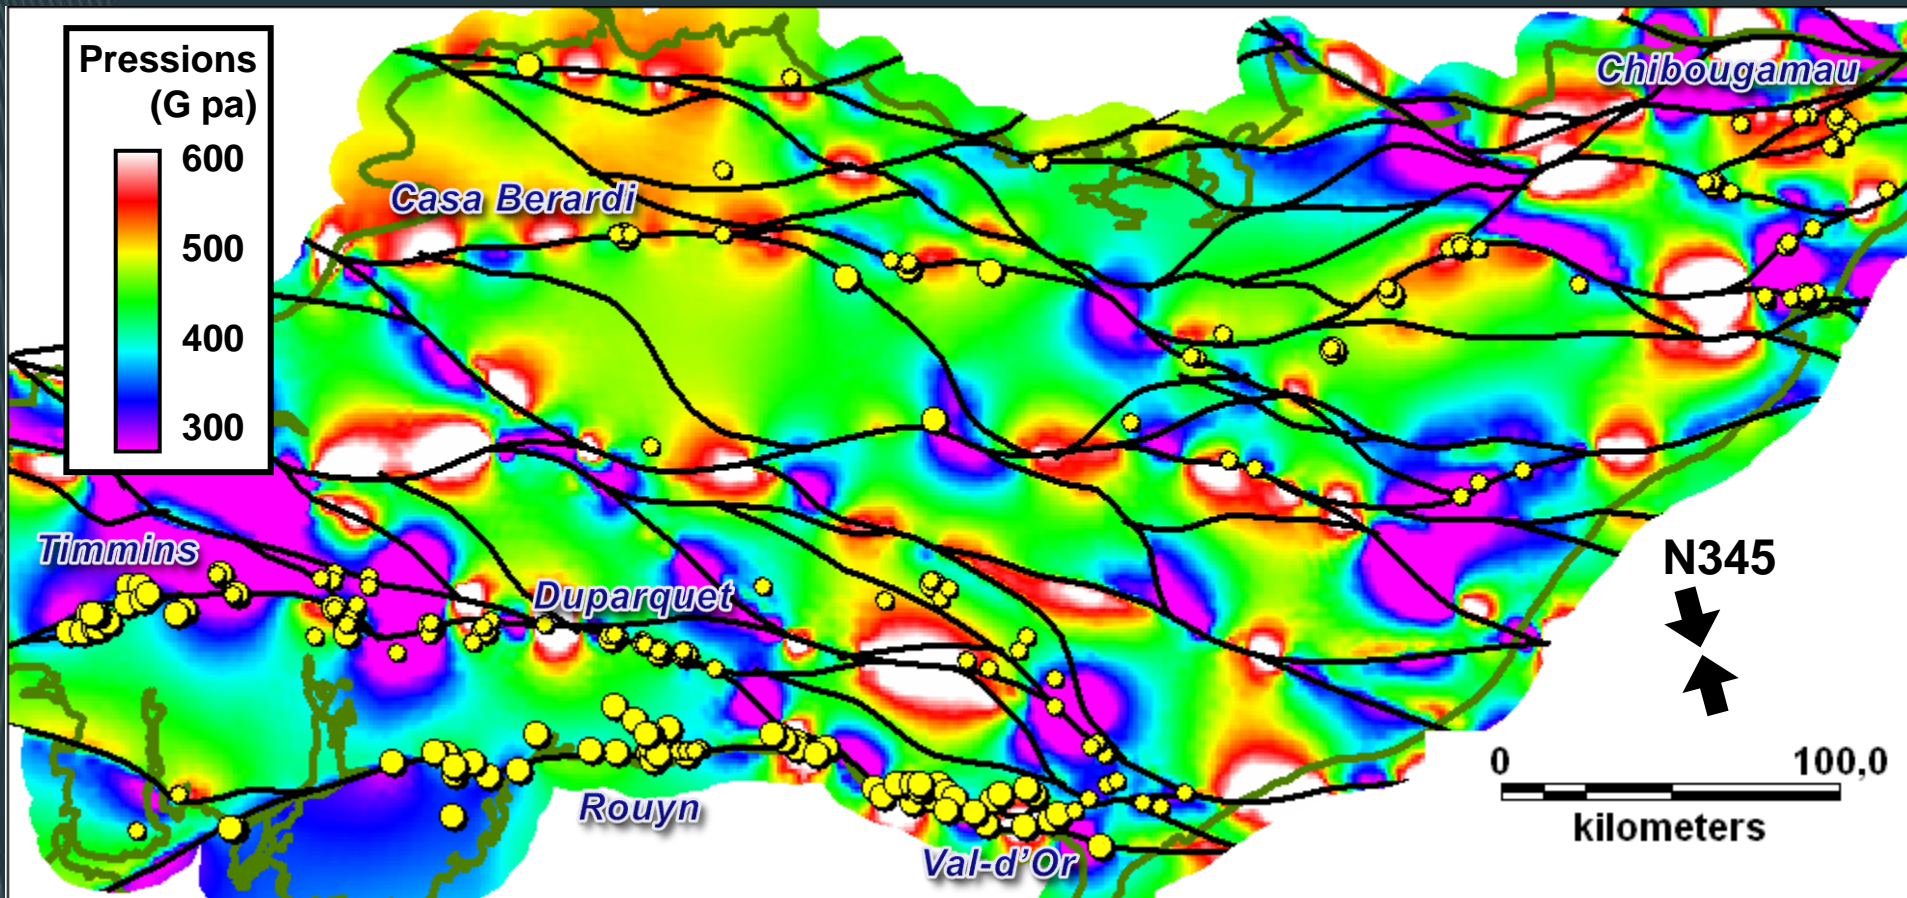 Pressions
(G pa)
600
500
400
300
Chibougamau
Casa Berardi
Timmins
Duparquet
Rouyn
Val-d'Or
N345
0 100,0
kilometers